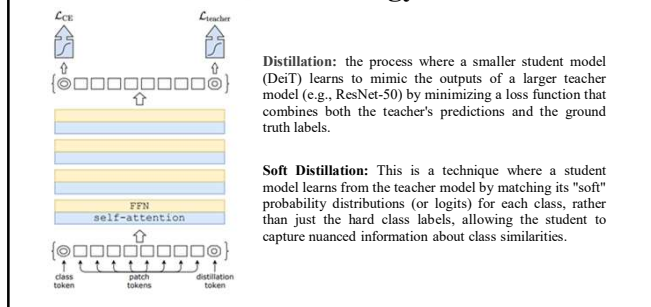 L_CE
L_teacher
Distillation: the process where a smaller student model
(DeiT) learns to mimic the outputs of a larger teacher
model (e.g., ResNet-50) by minimizing a loss function that
combines both the teacher's predictions and the ground
truth labels.
Soft Distillation: This is a technique where a student
model learns from the teacher model by matching its "soft"
probability distributions (or logits) for each class, rather
than just the hard class labels, allowing the student to
capture nuanced information about class similarities.
FFN
self-attention
class
token
patch
tokens
distillation
token